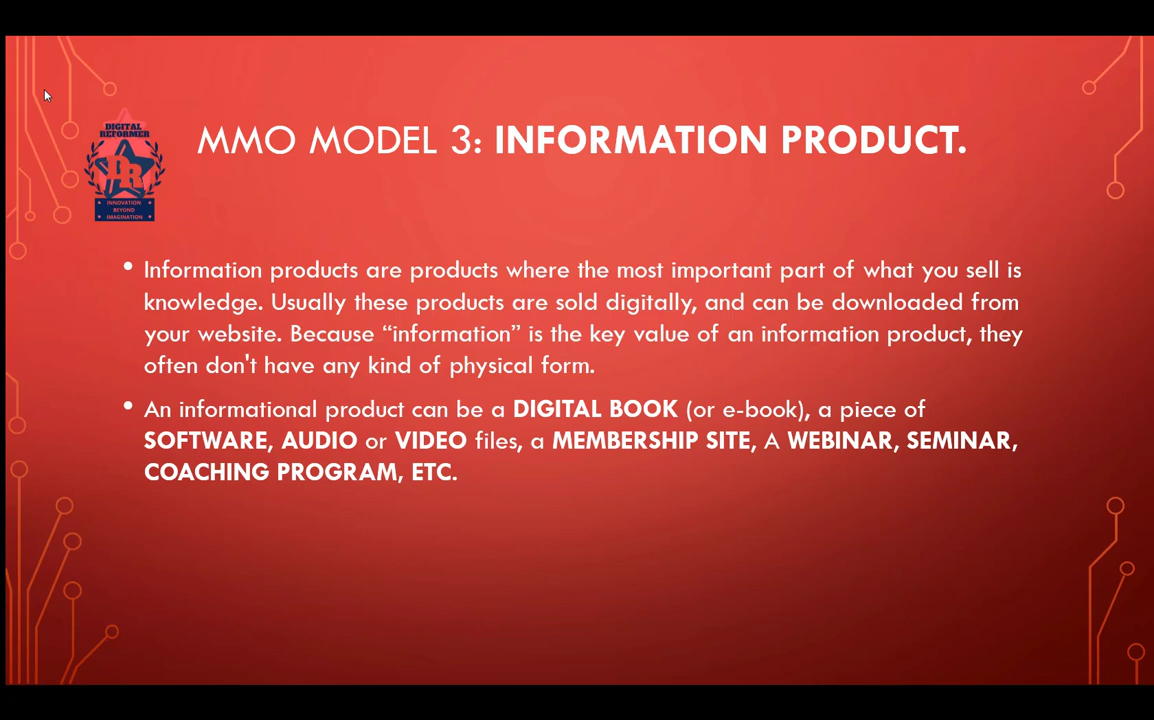 DIGITAL
REFORMER
DR
INNOVATION
BEYOND
IMAGINATION
MMO MODEL 3: INFORMATION PRODUCT.
• Information products are products where the most important part of what you sell is
knowledge. Usually these products are sold digitally, and can be downloaded from
your website. Because “information” is the key value of an information product, they
often don't have any kind of physical form.
• An informational product can be a DIGITAL BOOK (or e-book), a piece of
SOFTWARE, AUDIO or VIDEO files, a MEMBERSHIP SITE, A WEBINAR, SEMINAR,
COACHING PROGRAM, ETC.